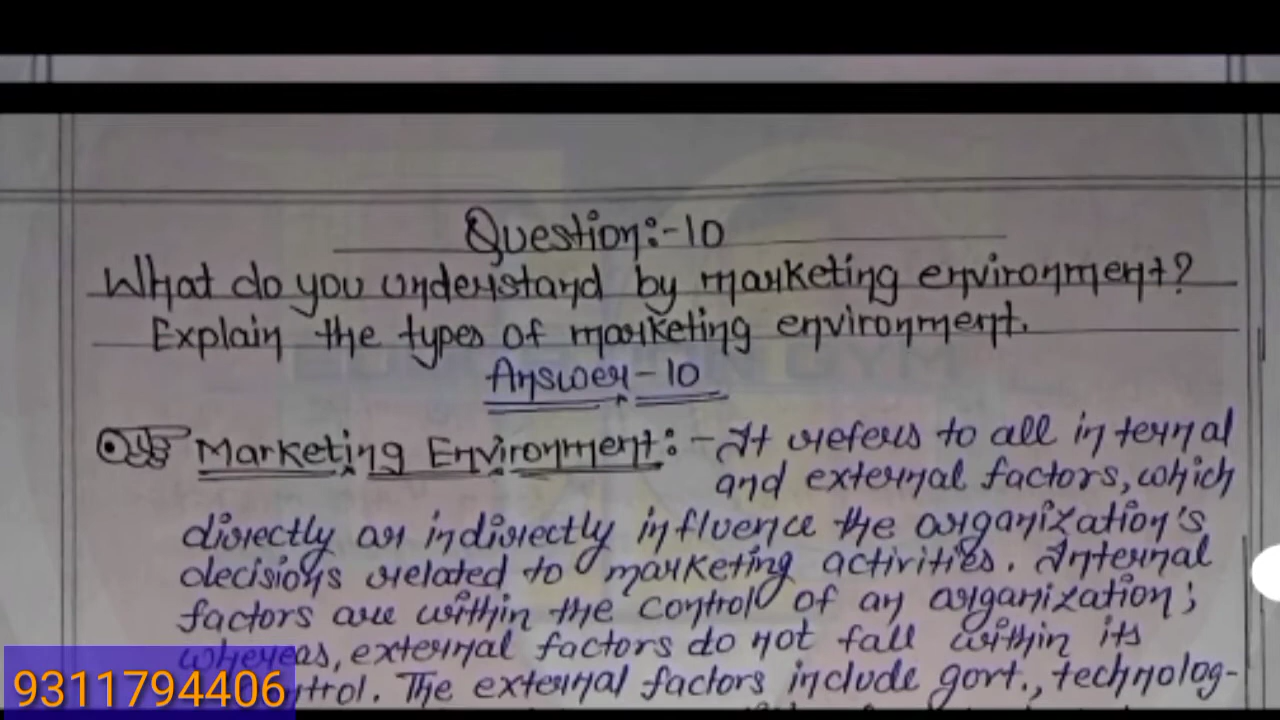 Question:-10
What do you understand by marketing environment?
Explain the types of marketing environment.
Answer-10
Marketing Environment:- It refers to all internal
and external factors, which
directly or indirectly influence the organization's
decisions related to marketing activities. Internal
factors are within the control of an organization;
whereas, external factors do not fall within its
control. The external factors include govt., technolog-
9311794406